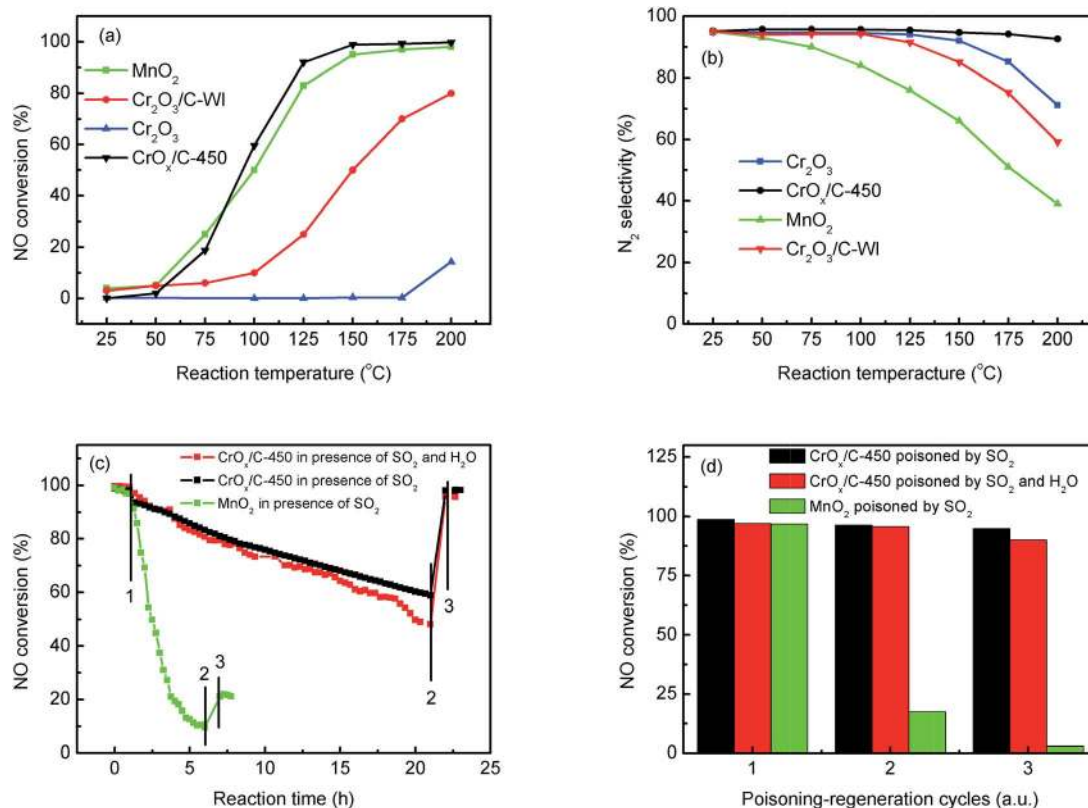 (a)
MnO2
Cr2O3/C-WI
Cr2O3
CrOx/C-450
NO conversion (%)
100
80
60
40
20
0
25 50 75 100 125 150 175 200
Reaction temperature (°C)
(b)
Cr2O3
CrOx/C-450
MnO2
Cr2O3/C-WI
N2 selectivity (%)
100
80
60
40
20
0
25 50 75 100 125 150 175 200
Reaction temperacture (°C)
(c)
CrOx/C-450 in presence of SO2 and H2O
CrOx/C-450 in presence of SO2
MnO2 in presence of SO2
NO conversion (%)
100
80
60
40
20
0
1
2
3
2
3
0 5 10 15 20 25
Reaction time (h)
(d)
CrOx/C-450 poisoned by SO2
CrOx/C-450 poisoned by SO2 and H2O
MnO2 poisoned by SO2
NO conversion (%)
125
100
75
50
25
0
1 2 3
Poisoning-regeneration cycles (a.u.)